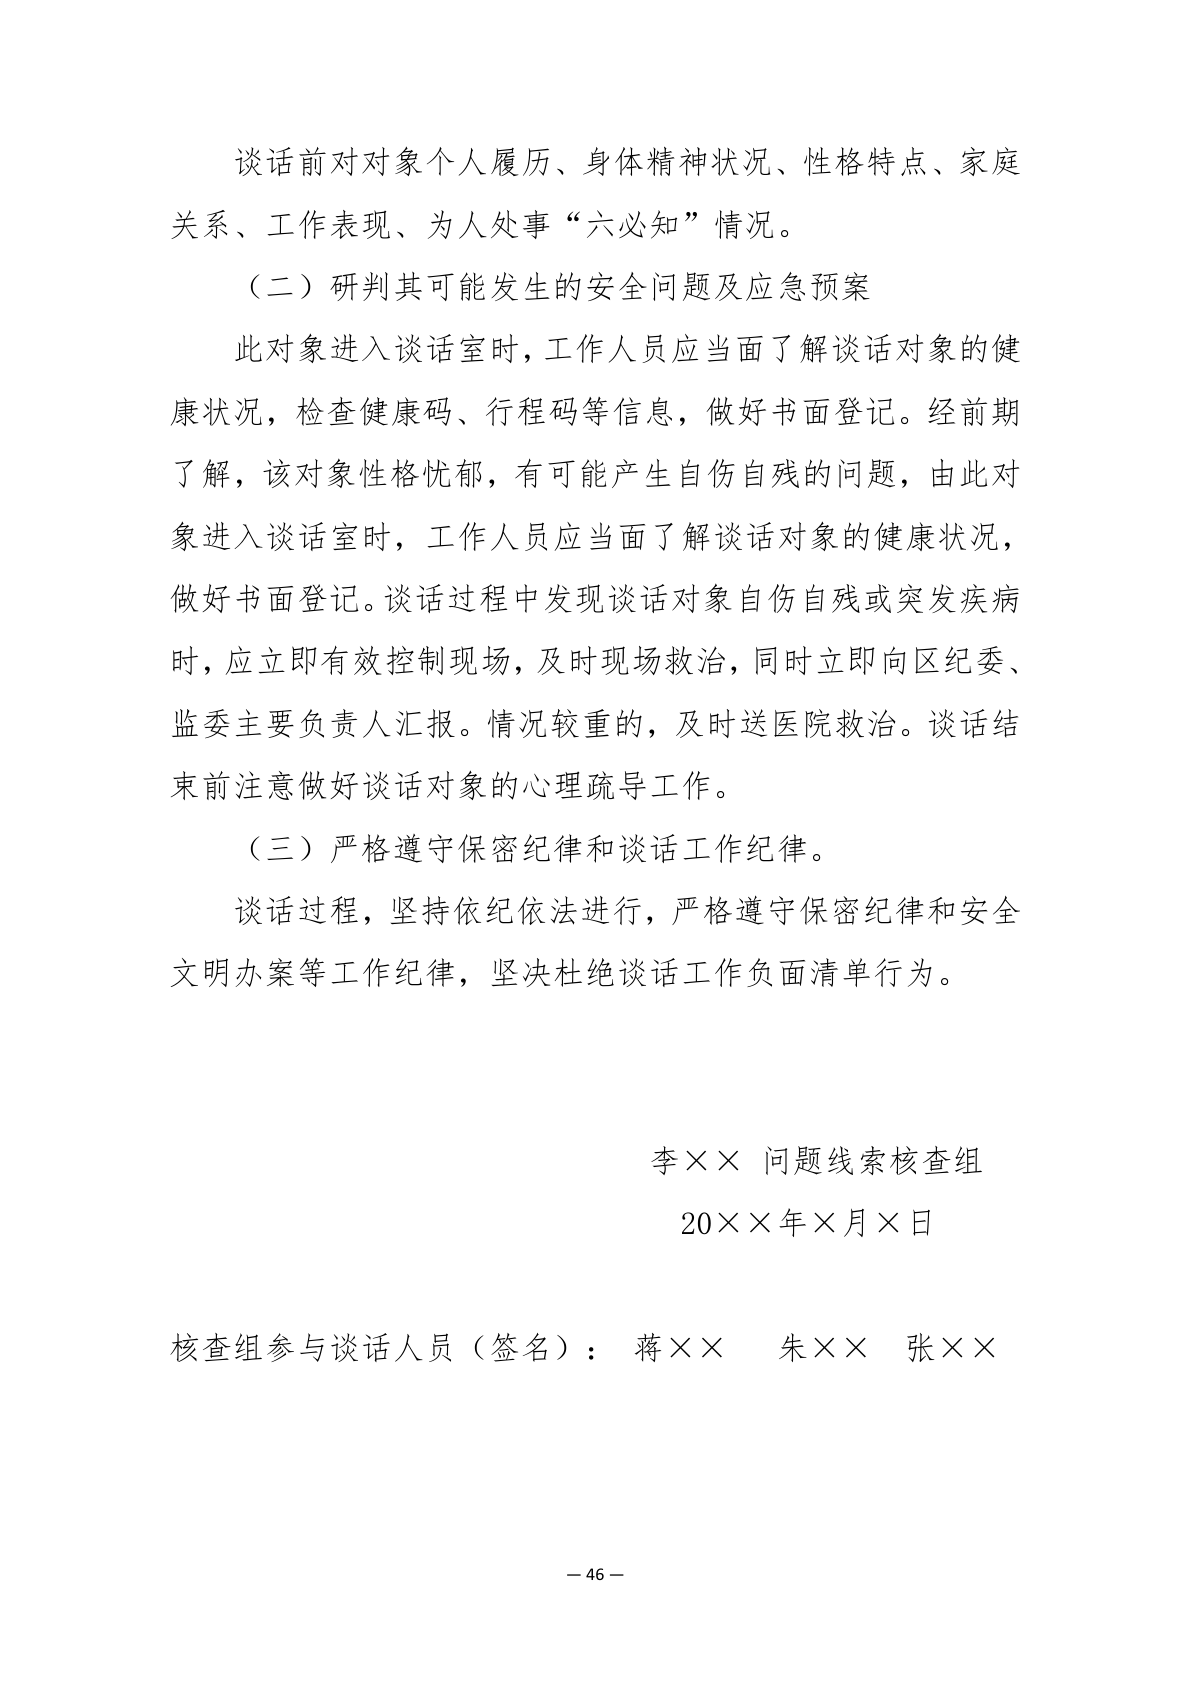 谈话前对对象个人履历、身体精神状况、性格特点、家庭
关系、工作表现、为人处事“六必知”情况。
（二）研判其可能发生的安全问题及应急预案
此对象进入谈话室时，工作人员应当面了解谈话对象的健
康状况，检查健康码、行程码等信息，做好书面登记。经前期
了解，该对象性格忧郁，有可能产生自伤自残的问题，由此对
象进入谈话室时，工作人员应当面了解谈话对象的健康状况，
做好书面登记。谈话过程中发现谈话对象自伤自残或突发疾病
时，应立即有效控制现场，及时现场救治，同时立即向区纪委、
监委主要负责人汇报。情况较重的，及时送医院救治。谈话结
束前注意做好谈话对象的心理疏导工作。
（三）严格遵守保密纪律和谈话工作纪律。
谈话过程，坚持依纪依法进行，严格遵守保密纪律和安全
文明办案等工作纪律，坚决杜绝谈话工作负面清单行为。
李×× 问题线索核查组
20××年×月×日
核查组参与谈话人员（签名）： 蒋×× 朱×× 张××
— 46 —